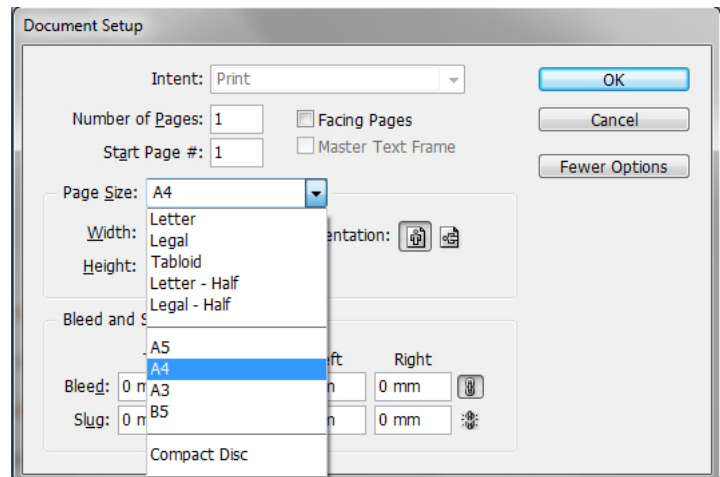 Document Setup
Intent: Print
OK
Number of Pages: 1
Facing Pages
Cancel
Start Page #: 1
Master Text Frame
Fewer Options
Page Size: A4
Letter
Width:
Legal
entation:
Tabloid
Height:
Letter - Half
Legal - Half
Bleed and S
A5
ft Right
A4
Bleed: 0 m
0 mm
A3
B5
Slug: 0 m
0 mm
Compact Disc